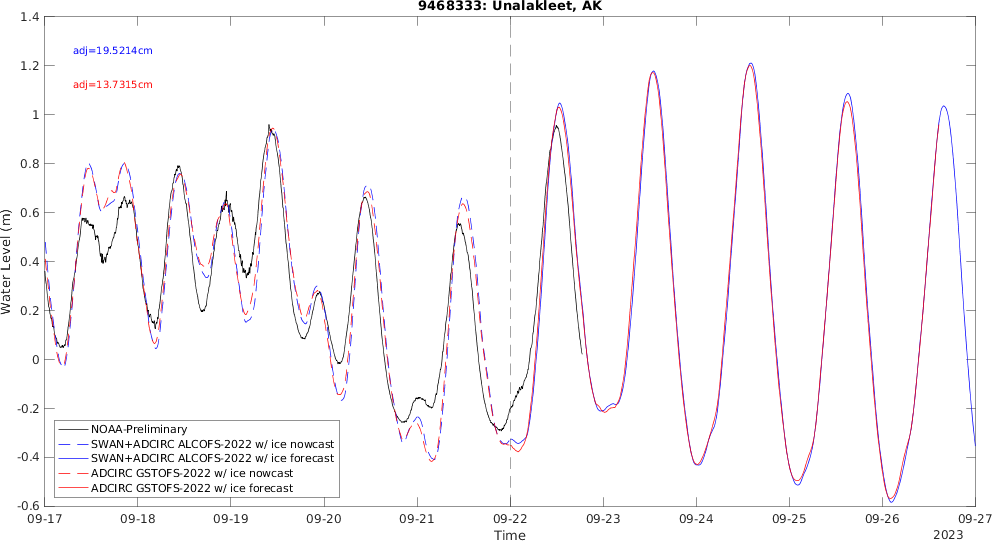 9468333: Unalakleet, AK
1.4
1.2
1
0.8
0.6
0.4
0.2
0
-0.2
-0.4
-0.6
Water Level (m)
adj=19.5214cm
adj=13.7315cm
NOAA-Preliminary
SWAN+ADCIRC ALCOFS-2022 w/ ice nowcast
SWAN+ADCIRC ALCOFS-2022 w/ ice forecast
ADCIRC GSTOFS-2022 w/ ice nowcast
ADCIRC GSTOFS-2022 w/ ice forecast
09-17 09-18 09-19 09-20 09-21 09-22 09-23 09-24 09-25 09-26 09-27
Time
2023